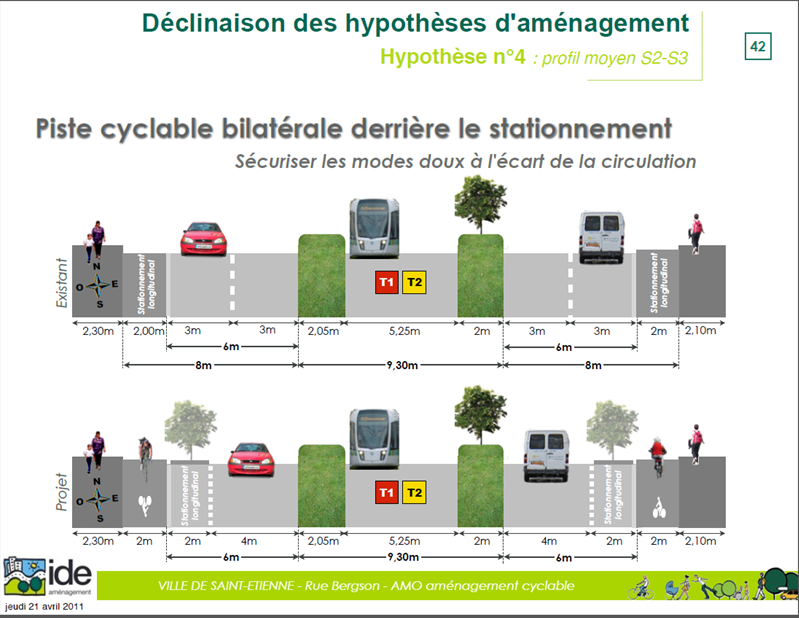 Déclinaison des hypothèses d'aménagement
42
Hypothèse n°4 : profil moyen S2-S3
Piste cyclable bilatérale derrière le stationnement
Sécuriser les modes doux à l'écart de la circulation
Existant
N
O E
S
Stationnement
longitudinal
T1 T2
Stationnement
longitudinal
2,30m 2,00m 3m 3m 2,05m 5,25m 2m 3m 3m 2m 2,10m
6m 6m
8m 9,30m 8m
Projet
N
O E
S
Stationnement
longitudinal
T1 T2
Stationnement
longitudinal
2,30m 2m 2m 4m 2,05m 5,25m 2m 4m 2m 2m 2,10m
6m 9,30m 6m
ide
aménagement
VILLE DE SAINT-ETIENNE - Rue Bergson - AMO aménagement cyclable
jeudi 21 avril 2011